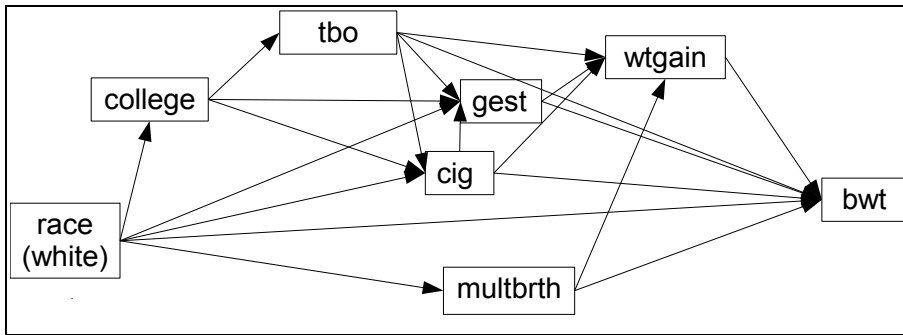 tbo
wtgain
college
gest
cig
race
(white)
bwt
multbrth